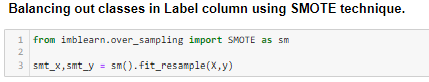 Balancing out classes in Label column using SMOTE technique.
1 from imblearn.over_sampling import SMOTE as sm
2
3 smt_x,smt_y = sm().fit_resample(X,y)